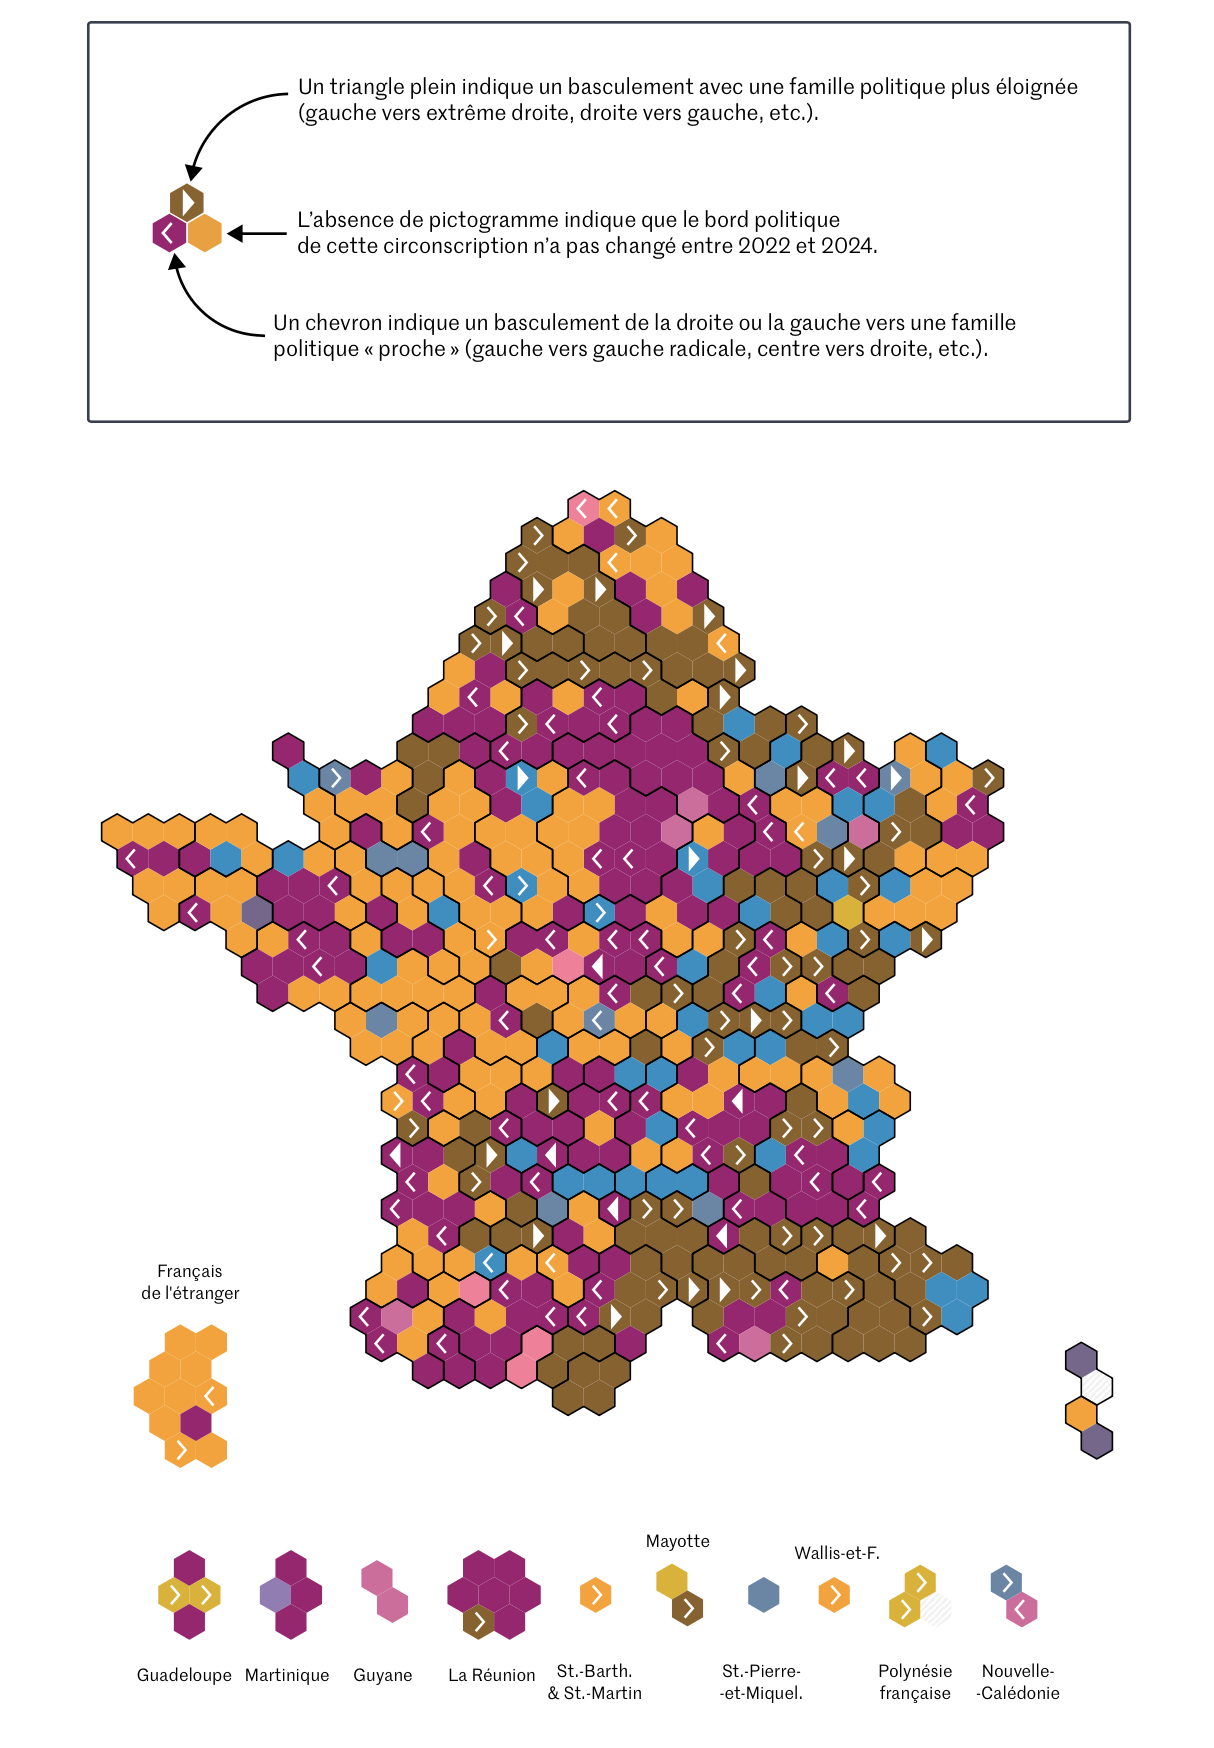 Un triangle plein indique un basculement avec une famille politique plus éloignée
(gauche vers extrême droite, droite vers gauche, etc.).
L’absence de pictogramme indique que le bord politique
de cette circonscription n’a pas changé entre 2022 et 2024.
Un chevron indique un basculement de la droite ou la gauche vers une famille
politique « proche » (gauche vers gauche radicale, centre vers droite, etc.).
Français
de l'étranger
Mayotte
Wallis-et-F.
Guadeloupe
Martinique
Guyane
La Réunion
St.-Barth.
& St.-Martin
St.-Pierre-
-et-Miquel.
Polynésie
française
Nouvelle-
-Calédonie